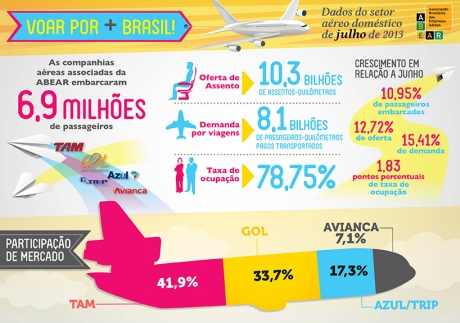 VOAR POR + BRASIL!
Dados do setor
aéreo doméstico
de julho de 2013
Associação
Brasileira
das Empresas
Aéreas
ABEAR
As companhias
aéreas associadas da
ABEAR embarcaram
6,9 MILHÕES
de passageiros
TAM
GOL
Azul
TRIP
Avianca
Oferta de
Assento
10,3 BILHÕES
DE ASSENTOS-QUILÔMETROS
Demanda
por viagens
8,1 BILHÕES
DE PASSAGEIROS-QUILÔMETROS
PAGOS TRANSPORTADOS
Taxa de
ocupação
78,75%
CRESCIMENTO EM
RELAÇÃO A JUNHO
10,95%
de passageiros
embarcados
12,72%
de oferta
15,41%
de demanda
1,83
pontos percentuais
de taxa de
ocupação
PARTICIPAÇÃO
DE MERCADO
TAM
41,9%
GOL
33,7%
17,3%
AZUL/TRIP
AVIANCA
7,1%